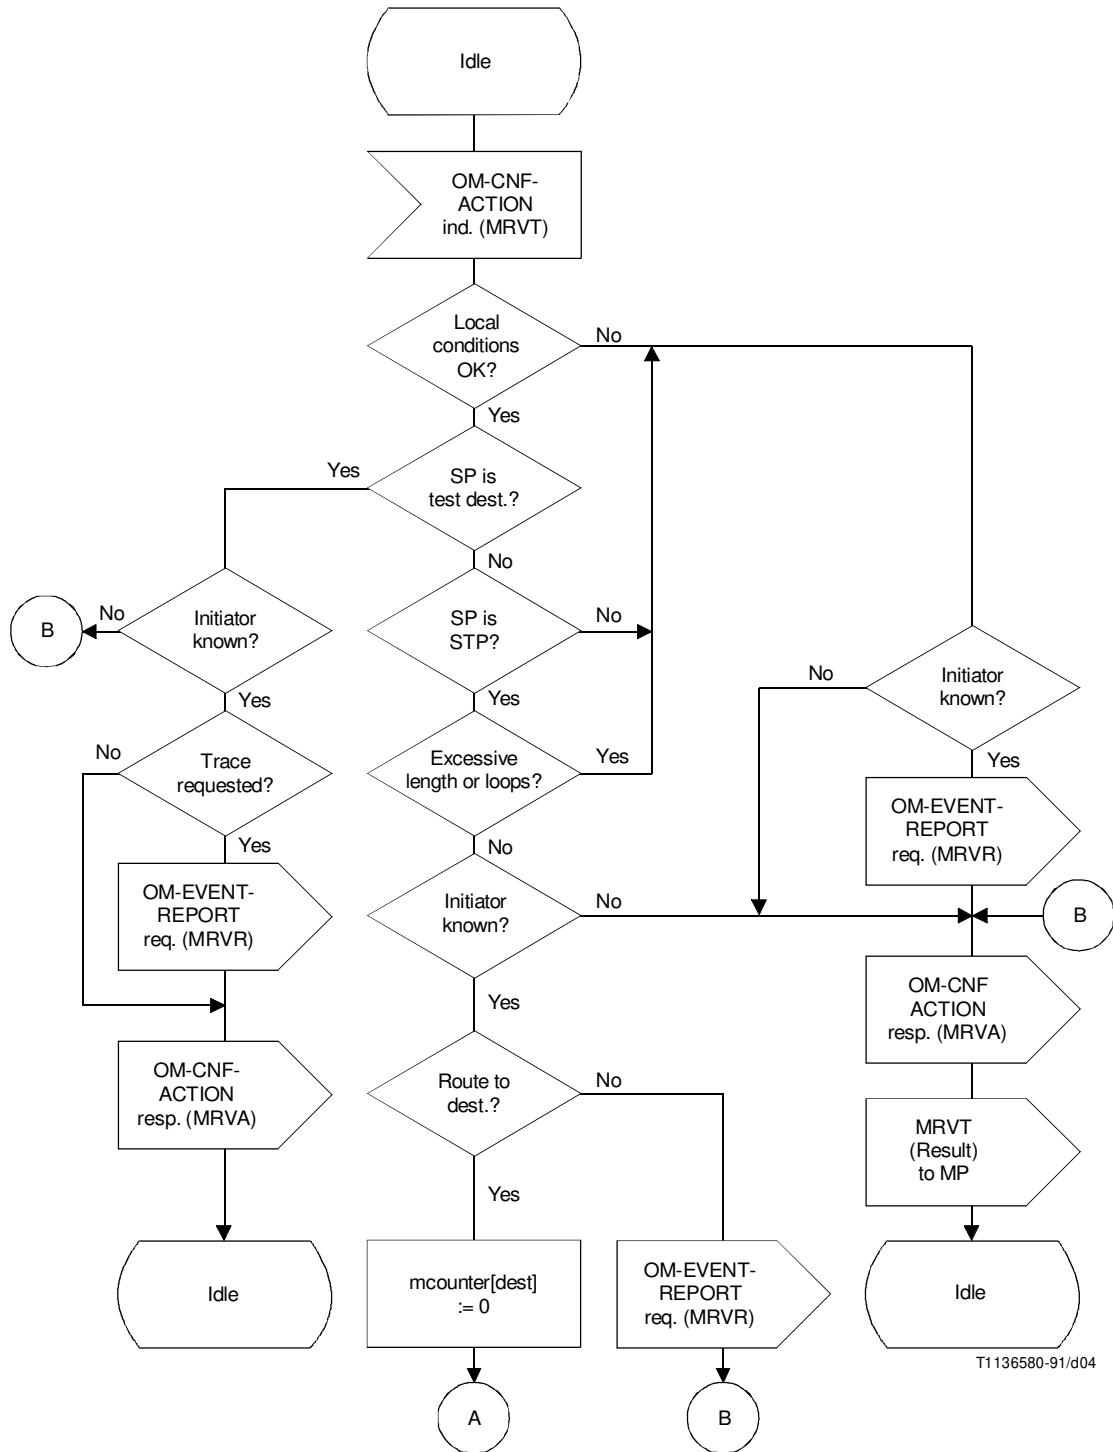 Idle
OM-CNF-
ACTION
ind. (MRVT)
Local
conditions
OK?
No
Yes
Yes
SP is
test dest.?
No
B
No
Initiator
known?
SP is
STP?
No
No
Initiator
known?
Yes
Yes
No
Trace
requested?
Excessive
length or loops?
Yes
Yes
OM-EVENT-
REPORT
req. (MRVR)
Yes
No
OM-EVENT-
REPORT
req. (MRVR)
Initiator
known?
No
B
Yes
OM-CNF
ACTION
resp. (MRVA)
OM-CNF-
ACTION
resp. (MRVA)
Route to
dest.?
No
MRVT
(Result)
to MP
Yes
Idle
mcounter[dest]
:= 0
OM-EVENT-
REPORT
req. (MRVR)
Idle
T1136580-91/d04
A
B